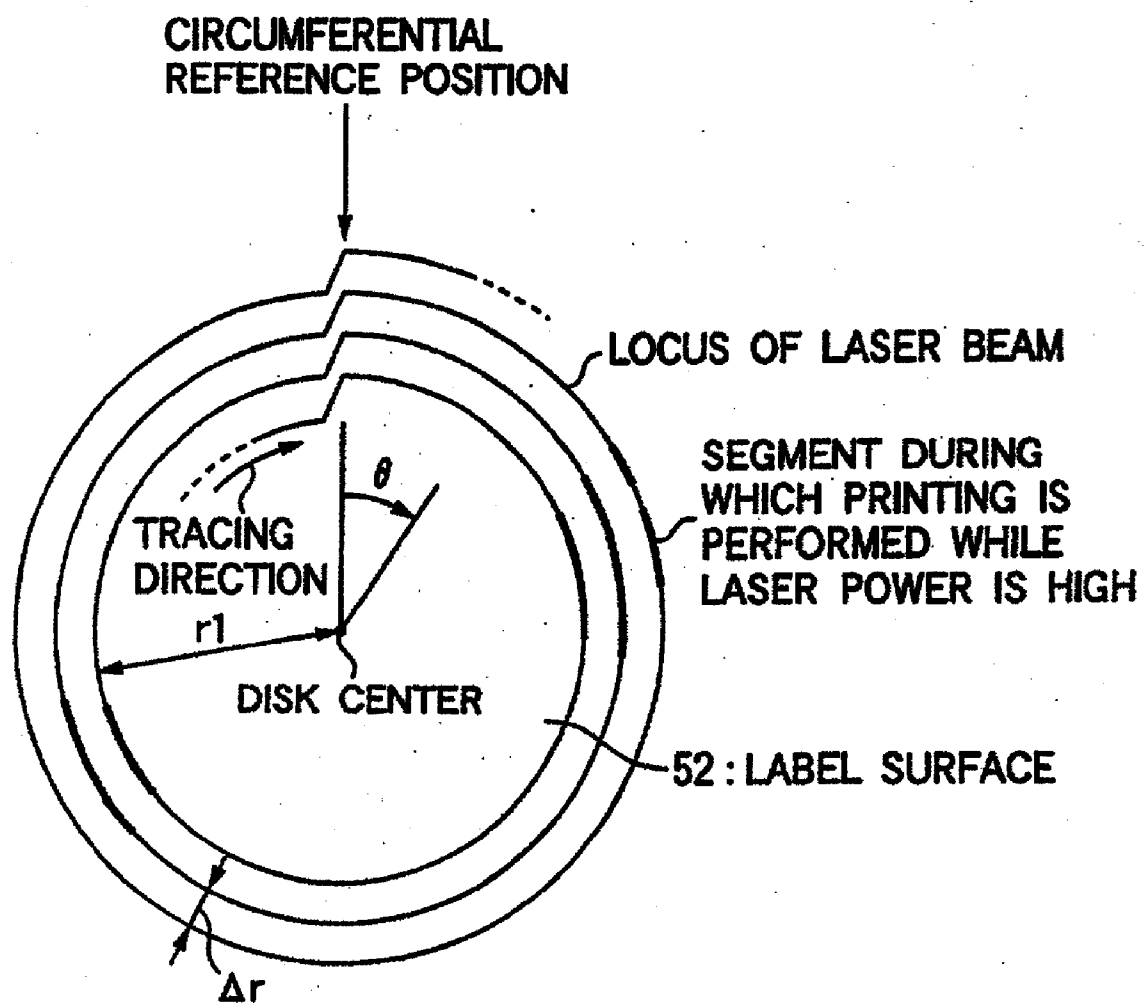 CIRCUMFERENTIAL
REFERENCE POSITION
LOCUS OF LASER BEAM
SEGMENT DURING
WHICH PRINTING IS
PERFORMED WHILE
LASER POWER IS HIGH
θ
TRACING
DIRECTION
r1
DISK CENTER
52 : LABEL SURFACE
Δr